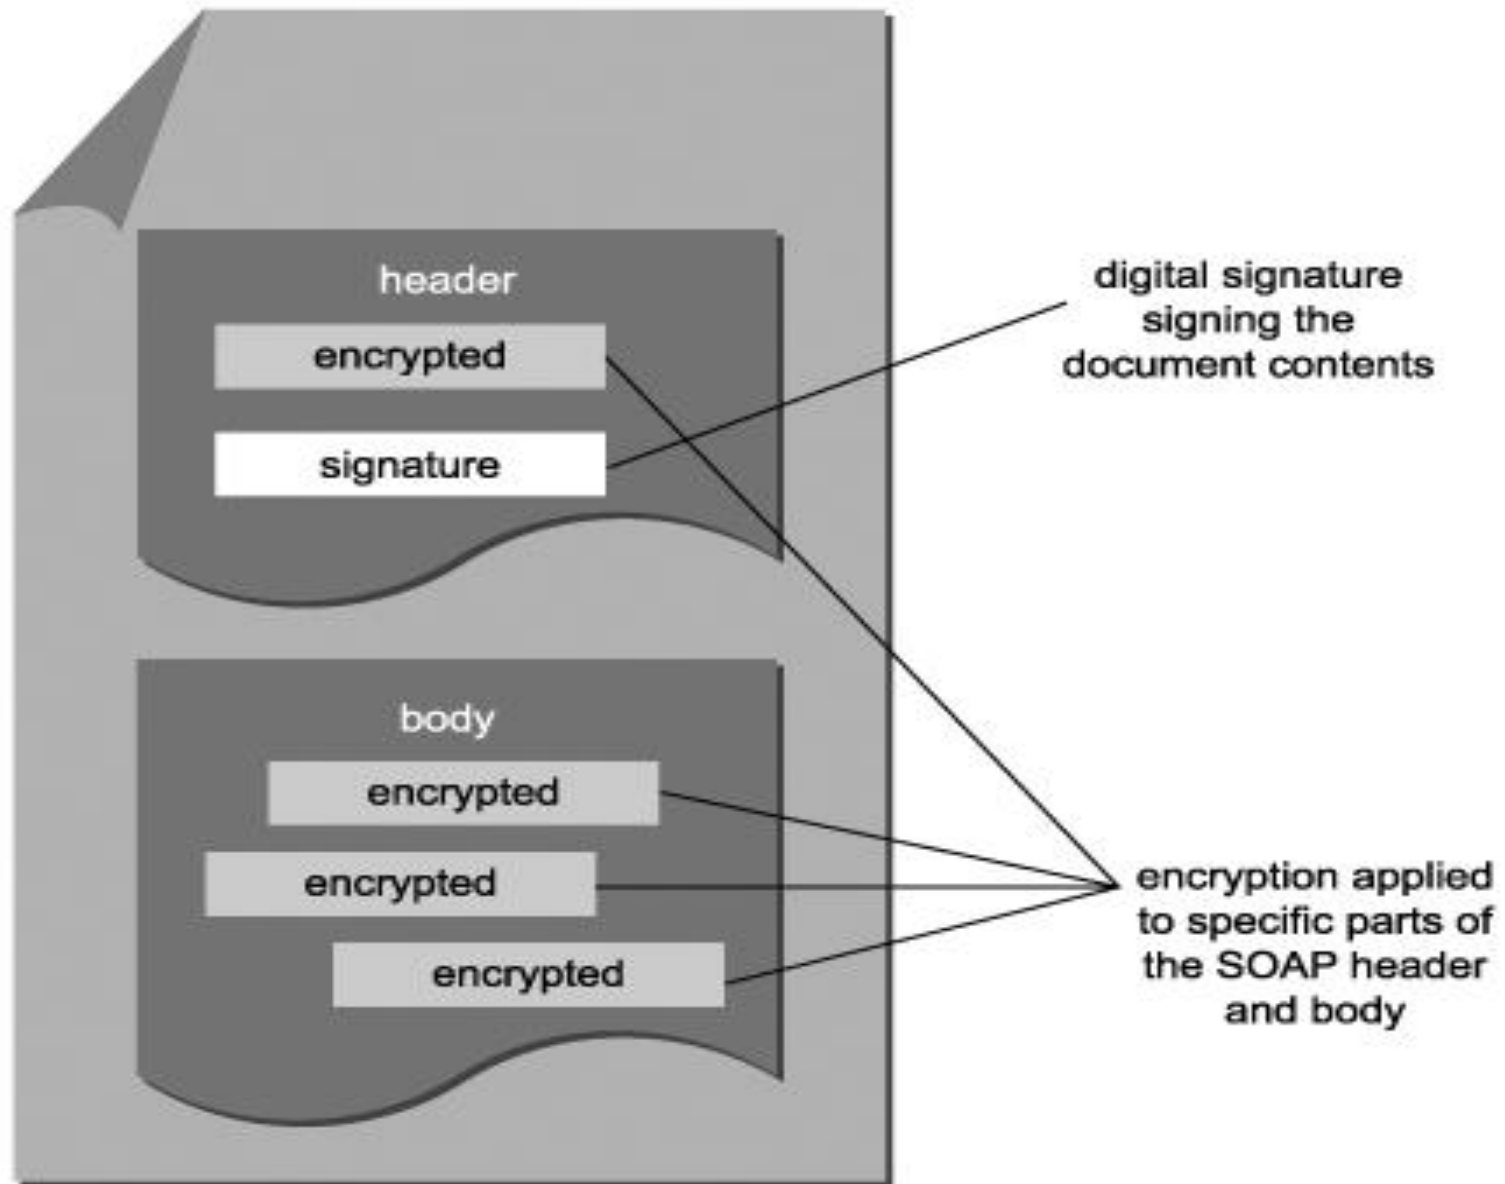 header
encrypted
signature
digital signature
signing the
document contents
body
encrypted
encrypted
encrypted
encryption applied
to specific parts of
the SOAP header
and body